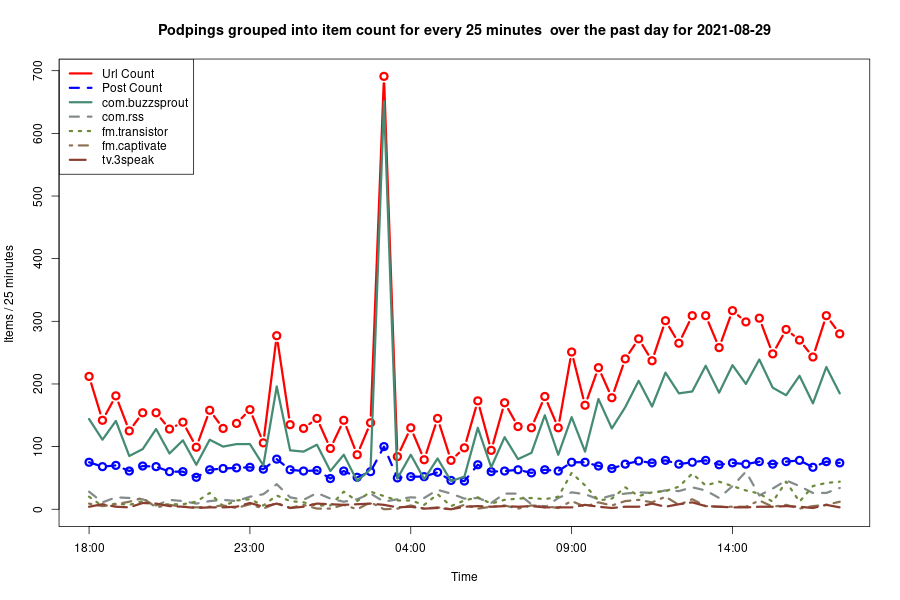 Podpings grouped into item count for every 25 minutes  over the past day for 2021-08-29
Url Count
Post Count
com.buzzsprout
com.rss
fm.transistor
fm.captivate
tv.3speak
Items / 25 minutes
700
600
500
400
300
200
100
0
18:00 23:00 04:00 09:00 14:00
Time